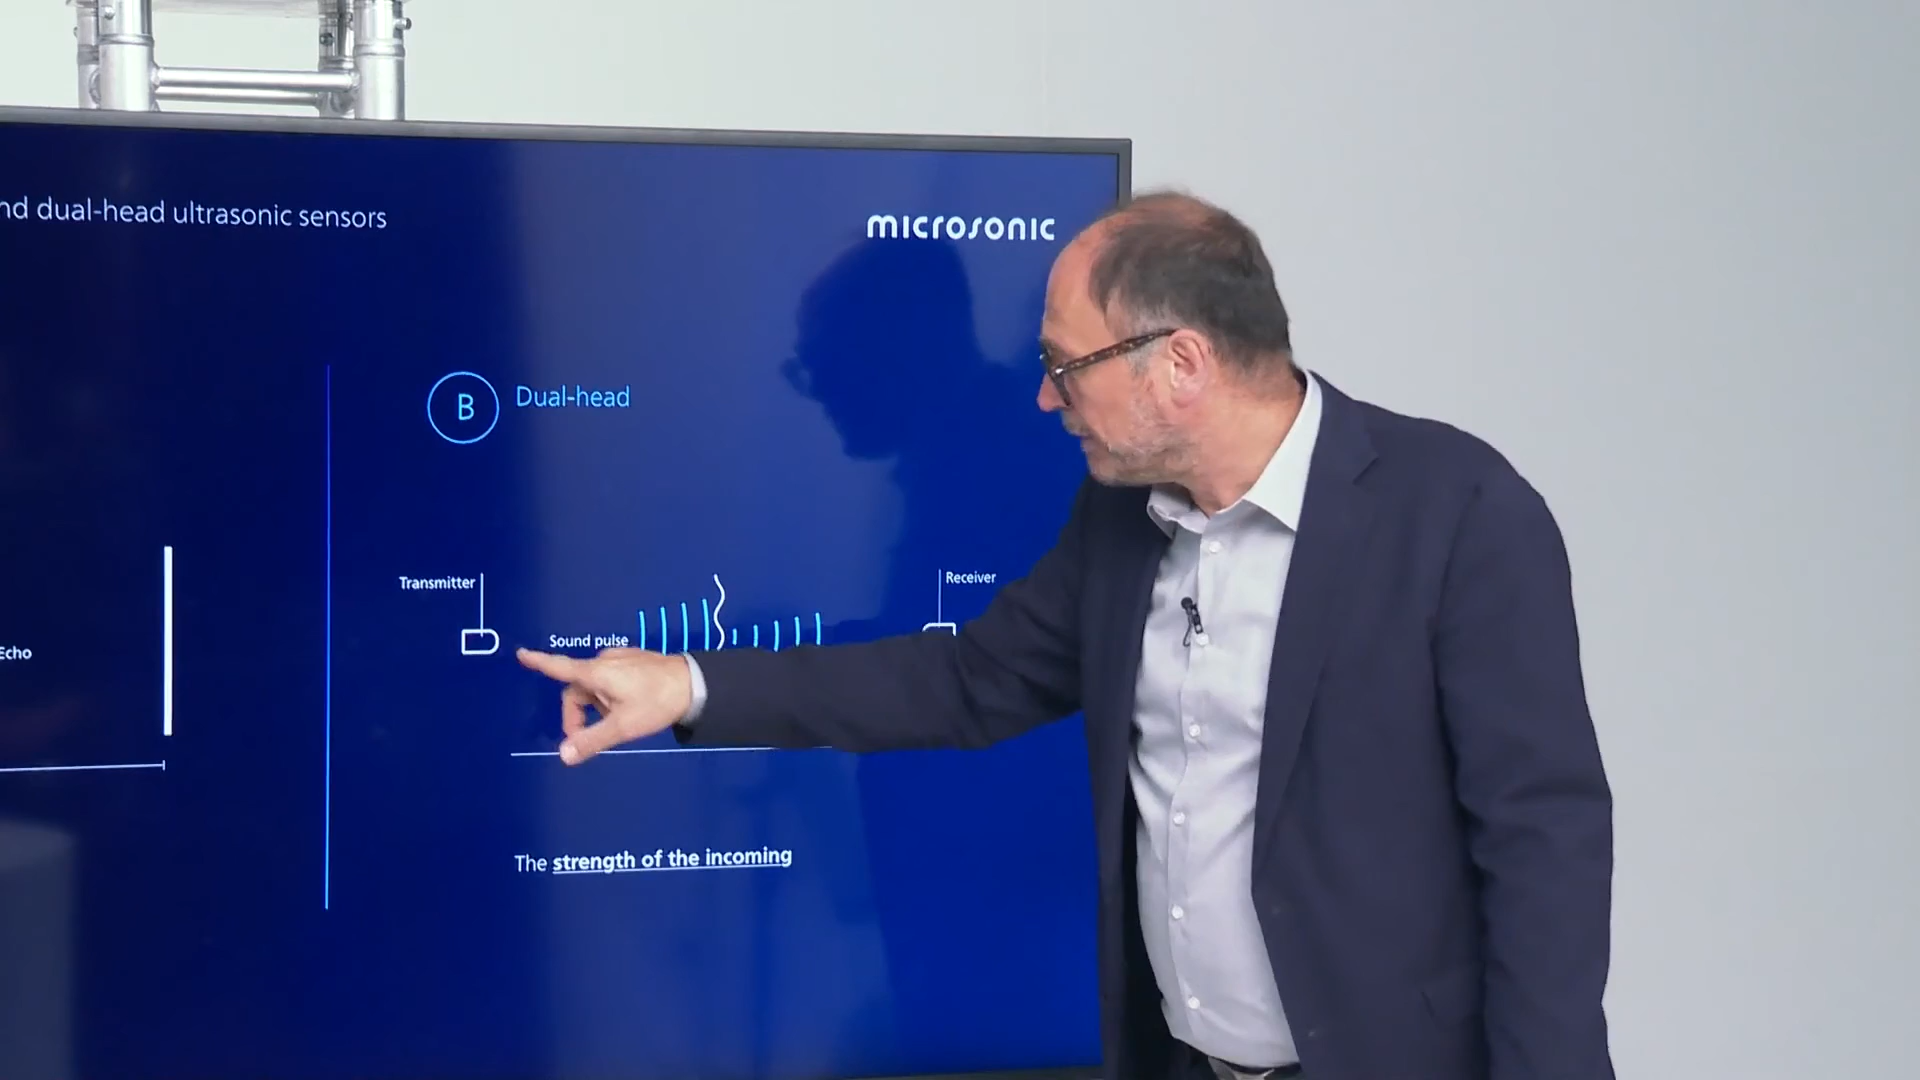 nd dual-head ultrasonic sensors
microsonic
B
Dual-head
Transmitter
Receiver
Sound pulse
Echo
The strength of the incoming